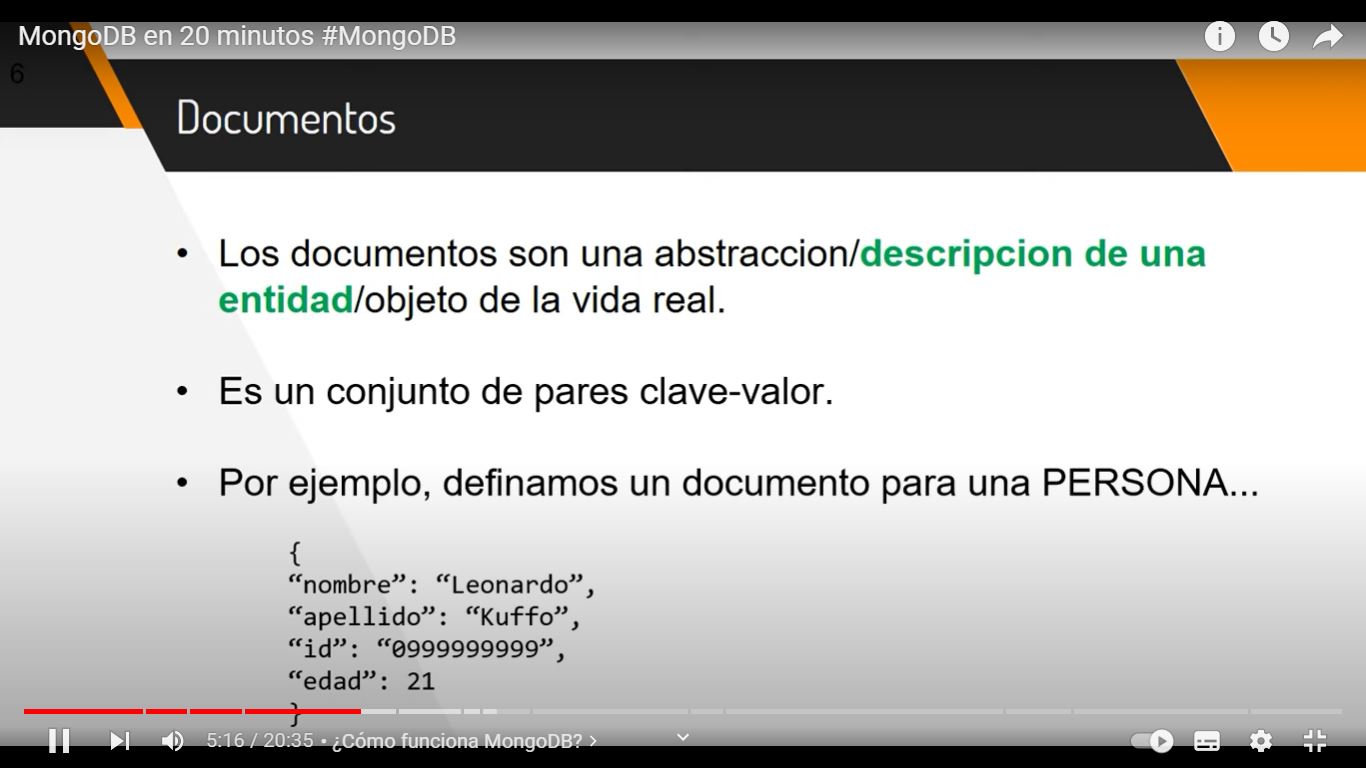 MongoDB en 20 minutos #MongoDB
6
Documentos
• Los documentos son una abstraccion/descripcion de una
entidad/objeto de la vida real.
• Es un conjunto de pares clave-valor.
• Por ejemplo, definamos un documento para una PERSONA...
{
“nombre”: “Leonardo”,
“apellido”: “Kuffo”,
“id”: “0999999999”,
“edad”: 21
}
5:16 / 20:35 • ¿Cómo funciona MongoDB? ›